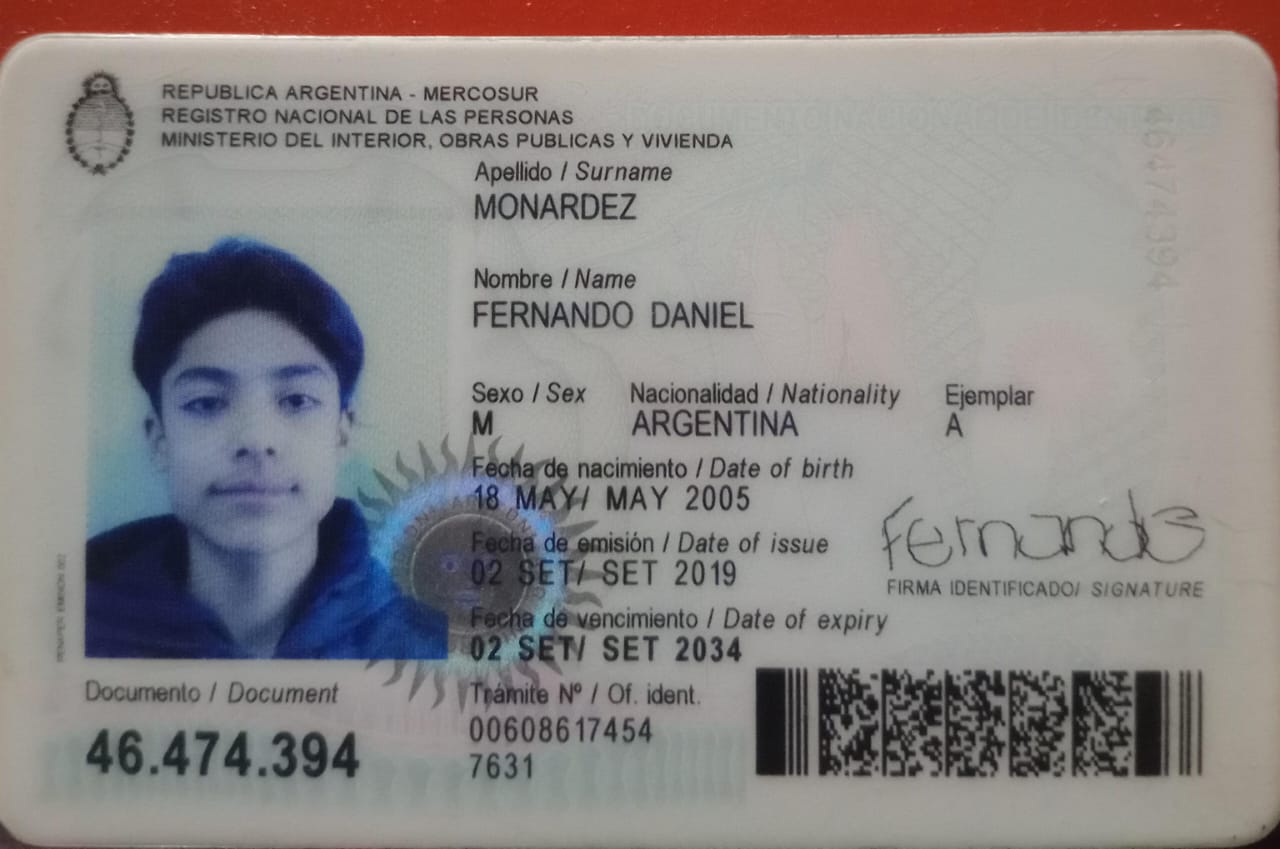 REPUBLICA ARGENTINA - MERCOSUR
REGISTRO NACIONAL DE LAS PERSONAS
MINISTERIO DEL INTERIOR, OBRAS PUBLICAS Y VIVIENDA
Apellido / Surname
MONARDEZ
Nombre / Name
FERNANDO DANIEL
Sexo / Sex Nacionalidad / Nationality Ejemplar
M ARGENTINA A
Fecha de nacimiento / Date of birth
18 MAY/ MAY 2005
Fecha de emisión / Date of issue
02 SET/ SET 2019
Fernando
FIRMA IDENTIFICADO/ SIGNATURE
Fecha de vencimiento / Date of expiry
02 SET/ SET 2034
Documento / Document
46.474.394
Trámite Nº / Of. ident.
00608617454
7631
46474394